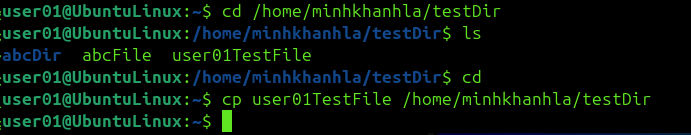 user01@UbuntuLinux:~$ cd /home/minhkhanhla/testDir
user01@UbuntuLinux:/home/minhkhanhla/testDir$ ls
abcDir  abcFile  user01TestFile
user01@UbuntuLinux:/home/minhkhanhla/testDir$ cd
user01@UbuntuLinux:~$ cp user01TestFile /home/minhkhanhla/testDir
user01@UbuntuLinux:~$